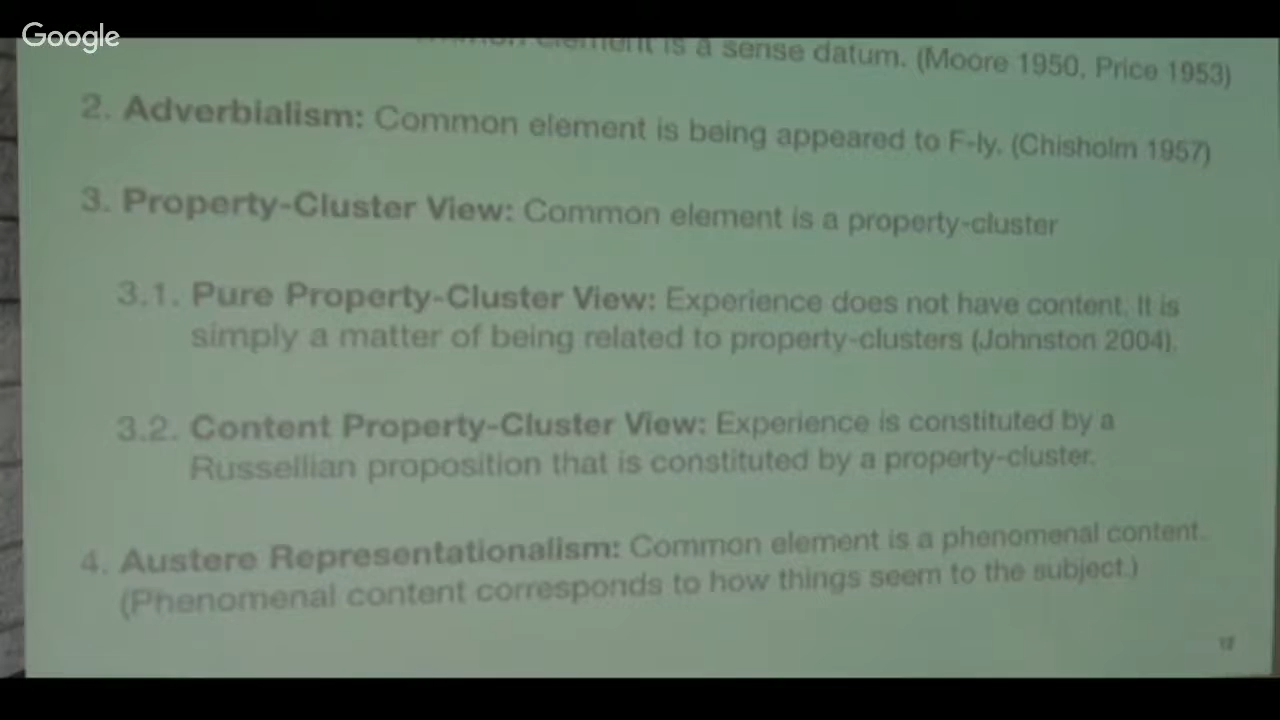 Google
element is a sense datum. (Moore 1950, Price 1953)
2. Adverbialism: Common element is being appeared to F-ly. (Chisholm 1957)
3. Property-Cluster View: Common element is a property-cluster
3.1. Pure Property-Cluster View: Experience does not have content. It is
simply a matter of being related to property-clusters (Johnston 2004).
3.2. Content Property-Cluster View: Experience is constituted by a
Russellian proposition that is constituted by a property-cluster.
4. Austere Representationalism: Common element is a phenomenal content.
(Phenomenal content corresponds to how things seem to the subject.)